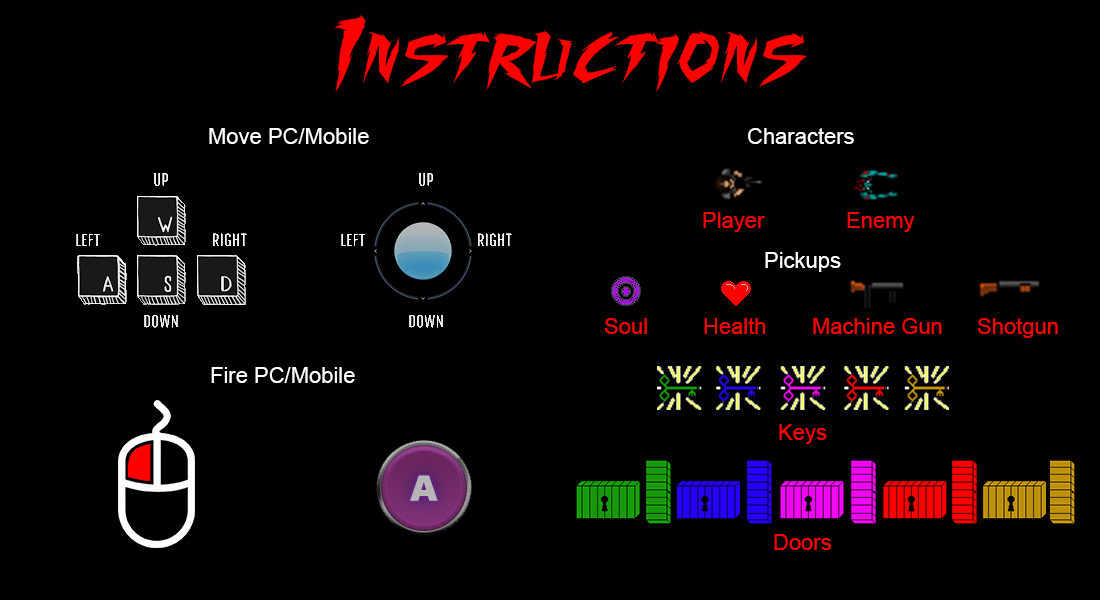 INSTRUCTIONS
Move PC/Mobile
UP
W
LEFT
RIGHT
A
S
D
DOWN
UP
LEFT
RIGHT
DOWN
Fire PC/Mobile
A
Characters
Player
Enemy
Pickups
Soul
Health
Machine Gun
Shotgun
Keys
Doors